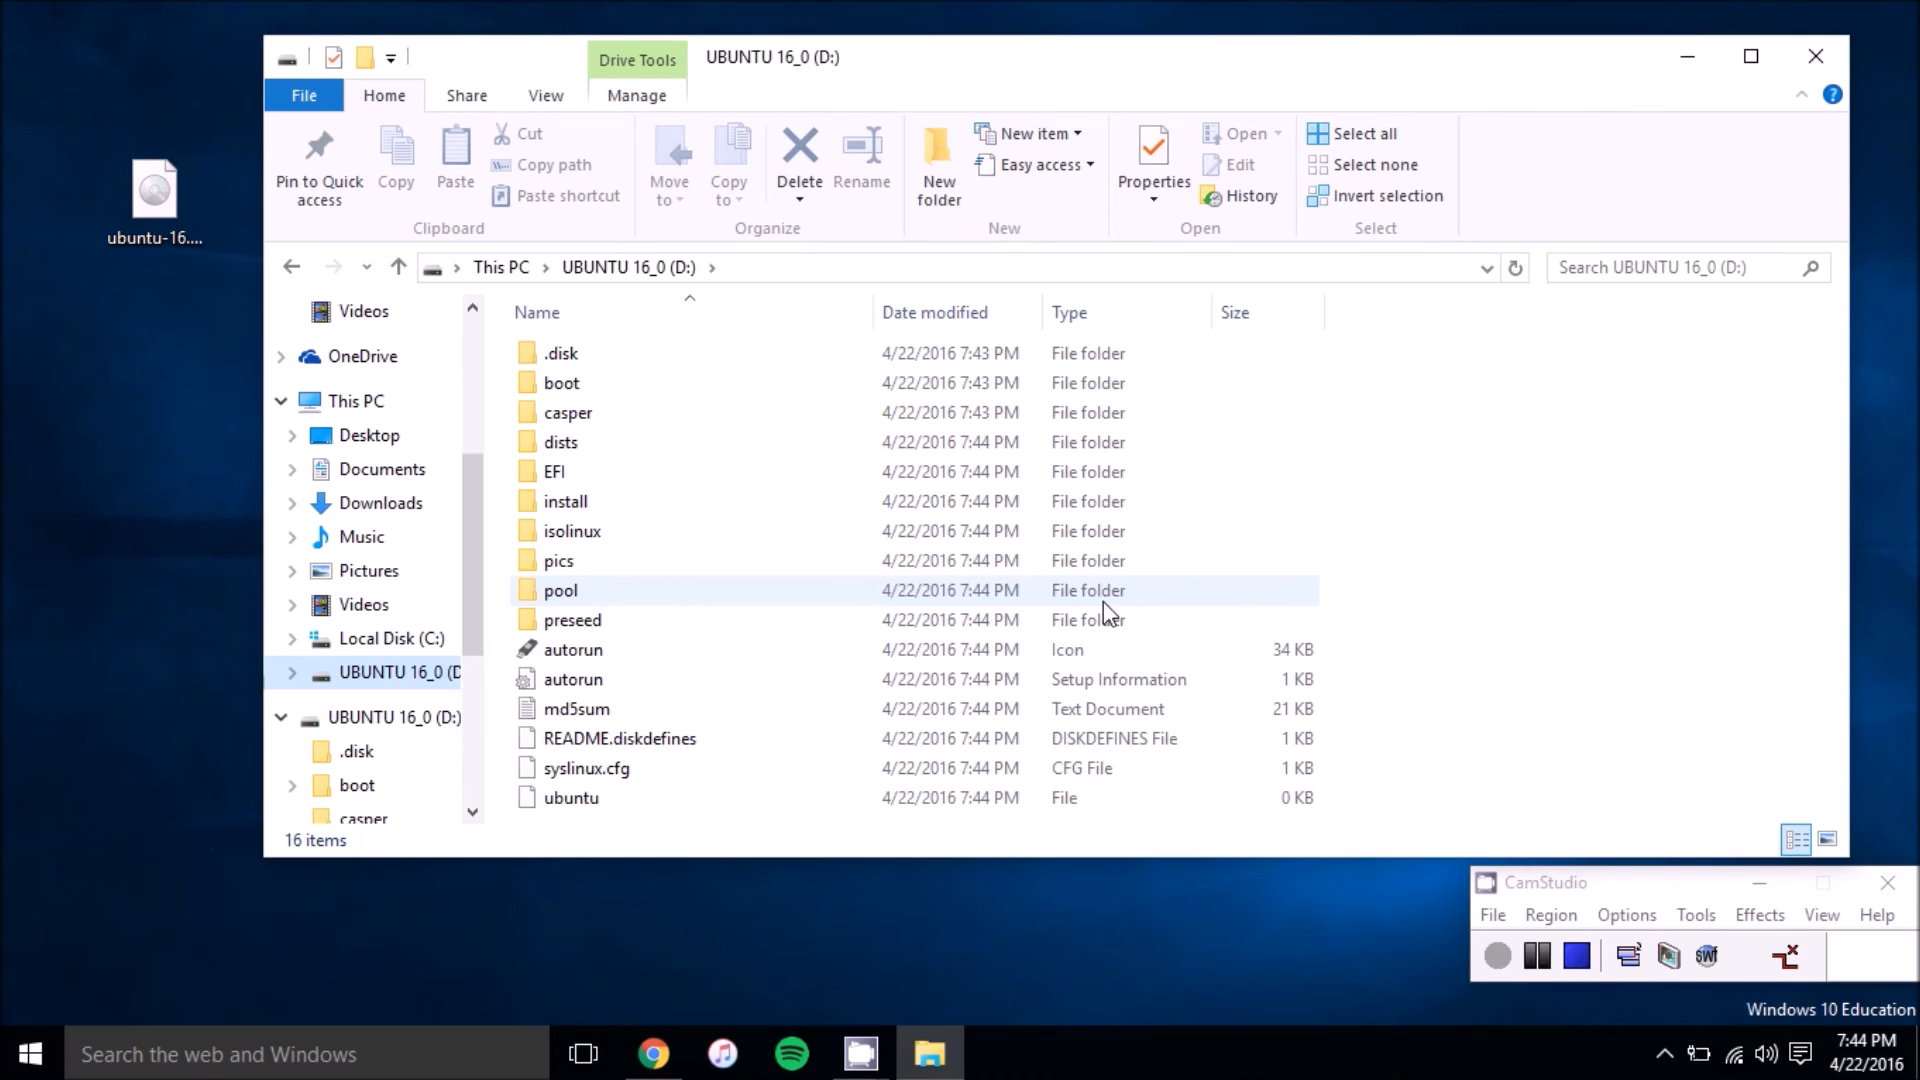 UBUNTU 16_0 (D:)
Drive Tools
File Home Share View Manage
Pin to Quick access
Copy
Paste
Cut
Copy path
Paste shortcut
Clipboard
Move to
Copy to
Delete
Rename
Organize
New folder
New item
Easy access
New
Properties
Open
Edit
History
Open
Select all
Select none
Invert selection
Select
This PC > UBUNTU 16_0 (D:) >
Search UBUNTU 16_0 (D:)
Videos
OneDrive
This PC
Desktop
Documents
Downloads
Music
Pictures
Videos
Local Disk (C:)
UBUNTU 16_0 (D
UBUNTU 16_0 (D:)
.disk
boot
casper
Name Date modified Type Size
.disk 4/22/2016 7:43 PM File folder
boot 4/22/2016 7:43 PM File folder
casper 4/22/2016 7:43 PM File folder
dists 4/22/2016 7:44 PM File folder
EFI 4/22/2016 7:44 PM File folder
install 4/22/2016 7:44 PM File folder
isolinux 4/22/2016 7:44 PM File folder
pics 4/22/2016 7:44 PM File folder
pool 4/22/2016 7:44 PM File folder
preseed 4/22/2016 7:44 PM File folder
autorun 4/22/2016 7:44 PM Icon 34 KB
autorun 4/22/2016 7:44 PM Setup Information 1 KB
md5sum 4/22/2016 7:44 PM Text Document 21 KB
README.diskdefines 4/22/2016 7:44 PM DISKDEFINES File 1 KB
syslinux.cfg 4/22/2016 7:44 PM CFG File 1 KB
ubuntu 4/22/2016 7:44 PM File 0 KB
16 items
ubuntu-16....
CamStudio
File Region Options Tools Effects View Help
SWf
Windows 10 Education
Search the web and Windows
7:44 PM
4/22/2016